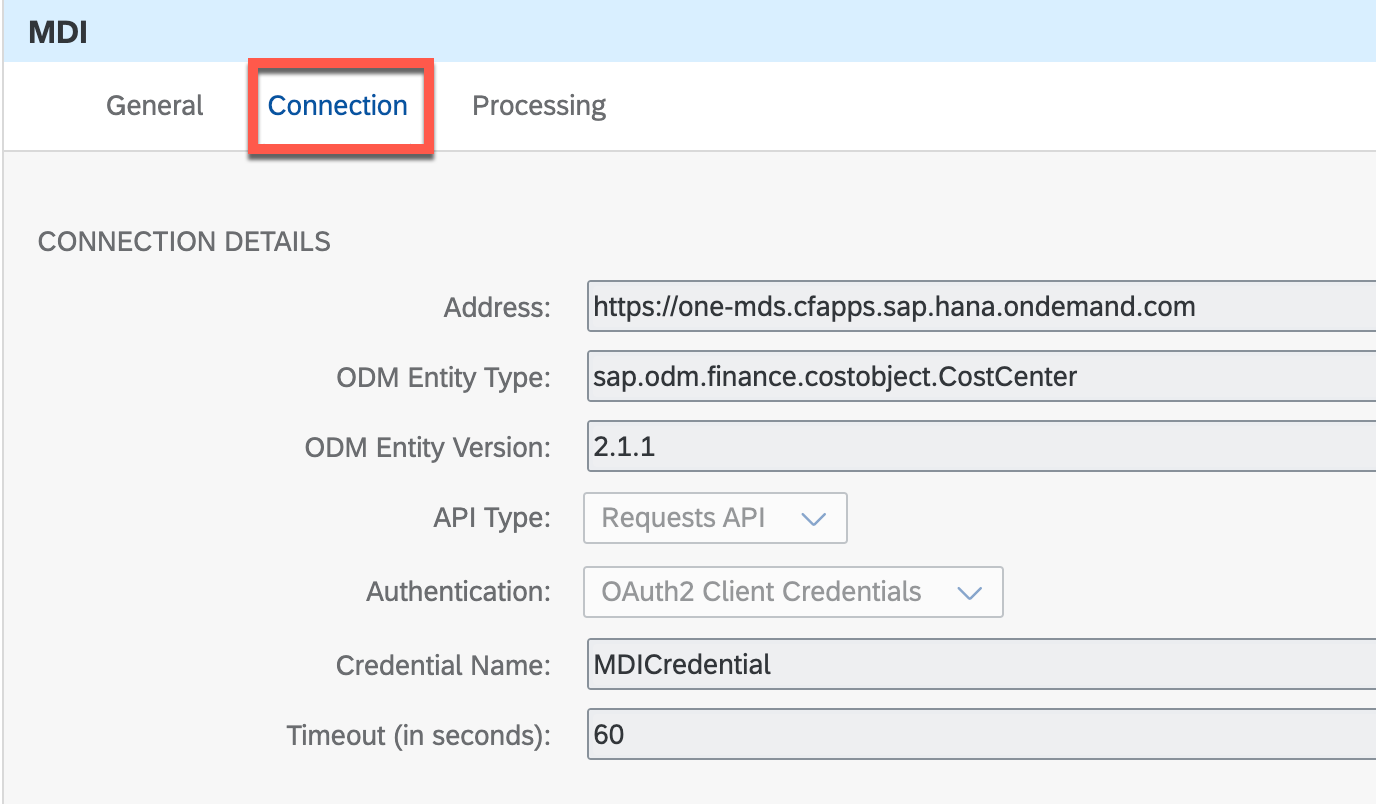 MDI
General Connection Processing
CONNECTION DETAILS
Address: https://one-mds.cfapps.sap.hana.ondemand.com
ODM Entity Type: sap.odm.finance.costobject.CostCenter
ODM Entity Version: 2.1.1
API Type: Requests API
Authentication: OAuth2 Client Credentials
Credential Name: MDICredential
Timeout (in seconds): 60